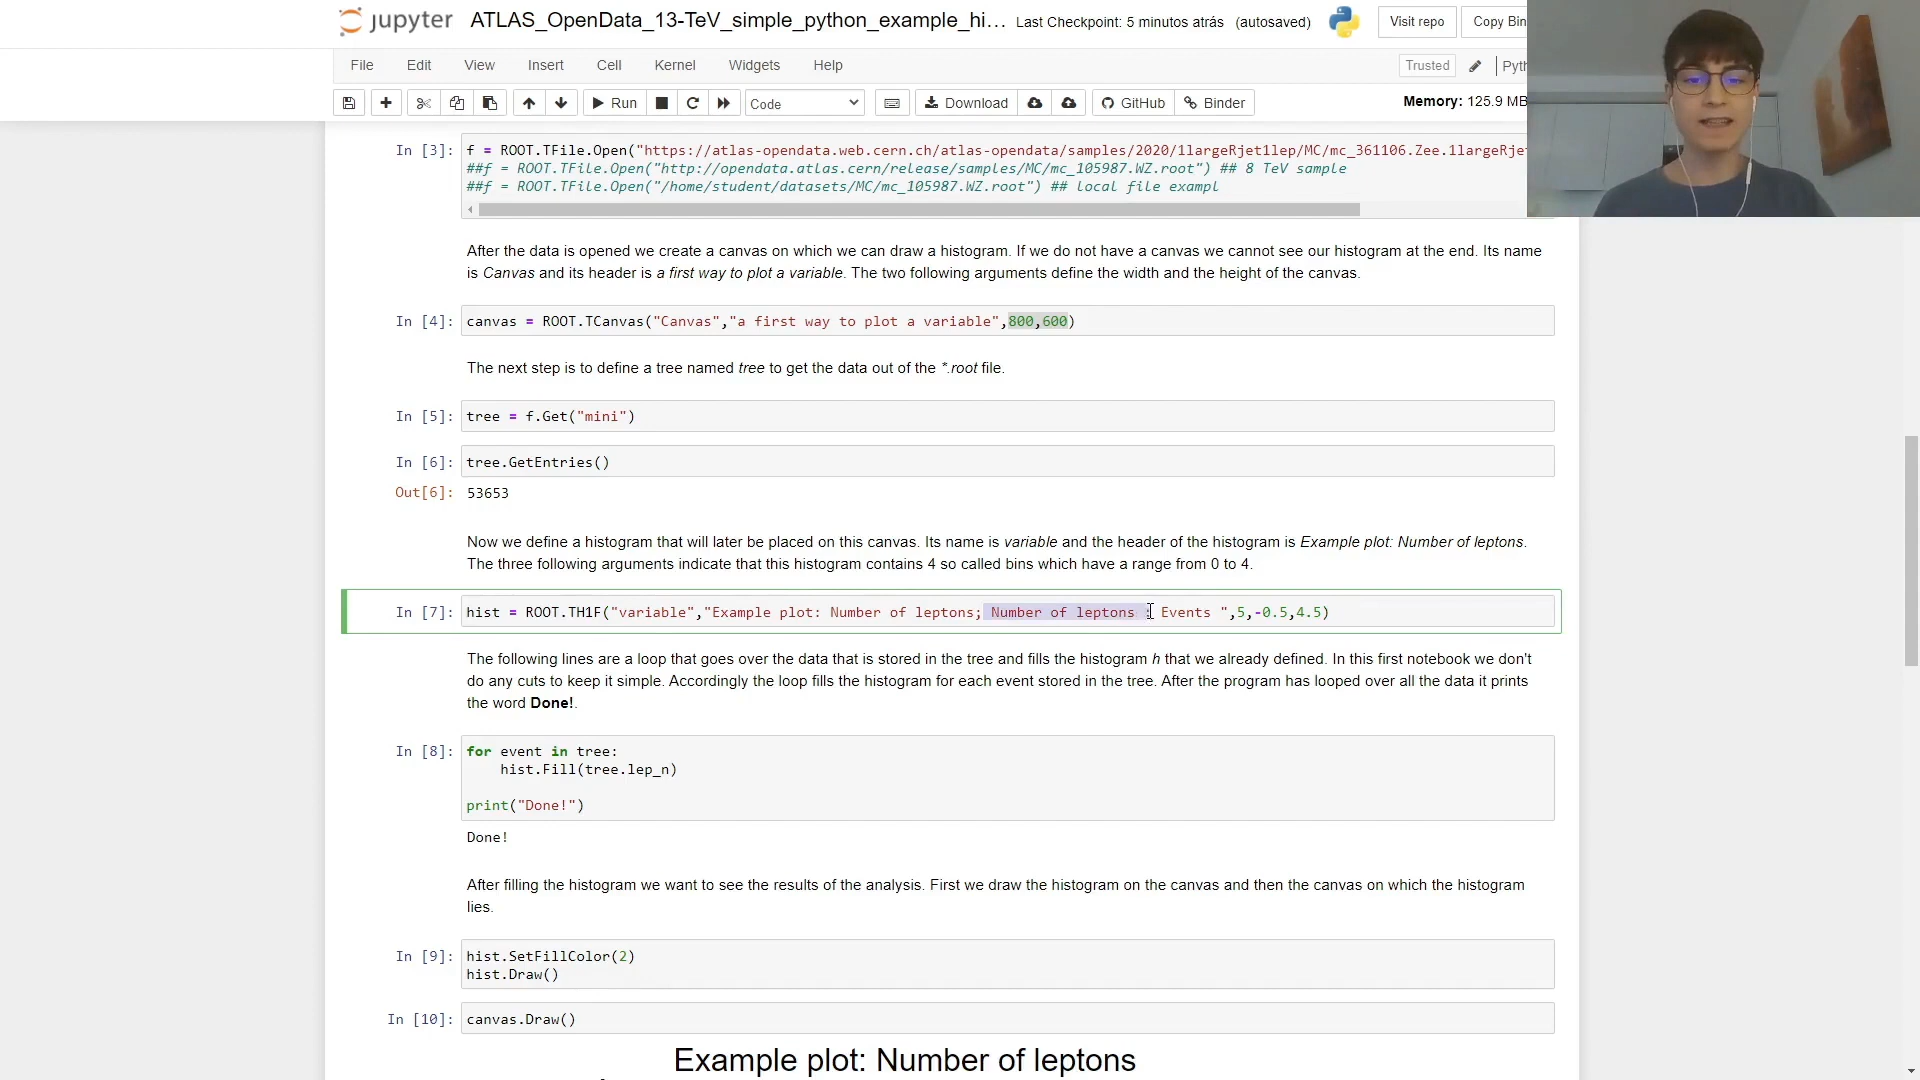 jupyter ATLAS_OpenData_13-TeV_simple_python_example_hi... Last Checkpoint: 5 minutos atrás (autosaved) Visit repo Copy Bin
File Edit View Insert Cell Kernel Widgets Help Trusted Pyth
Run Code Download GitHub Binder Memory: 125.9 MB
In [3]: f = ROOT.TFile.Open("https://atlas-opendata.web.cern.ch/atlas-opendata/samples/2020/1largeRjet1lep/MC/mc_361106.Zee.1largeRjet
##f = ROOT.TFile.Open("http://opendata.atlas.cern/release/samples/MC/mc_105987.WZ.root") ## 8 TeV sample
##f = ROOT.TFile.Open("/home/student/datasets/MC/mc_105987.WZ.root") ## local file exampl
After the data is opened we create a canvas on which we can draw a histogram. If we do not have a canvas we cannot see our histogram at the end. Its name
is Canvas and its header is a first way to plot a variable. The two following arguments define the width and the height of the canvas.
In [4]: canvas = ROOT.TCanvas("Canvas","a first way to plot a variable",800,600)
The next step is to define a tree named tree to get the data out of the *.root file.
In [5]: tree = f.Get("mini")
In [6]: tree.GetEntries()
Out[6]: 53653
Now we define a histogram that will later be placed on this canvas. Its name is variable and the header of the histogram is Example plot: Number of leptons.
The three following arguments indicate that this histogram contains 4 so called bins which have a range from 0 to 4.
In [7]: hist = ROOT.TH1F("variable","Example plot: Number of leptons; Number of leptons ; Events ",5,-0.5,4.5)
The following lines are a loop that goes over the data that is stored in the tree and fills the histogram h that we already defined. In this first notebook we don't
do any cuts to keep it simple. Accordingly the loop fills the histogram for each event stored in the tree. After the program has looped over all the data it prints
the word Done!.
In [8]: for event in tree:
hist.Fill(tree.lep_n)
print("Done!")
Done!
After filling the histogram we want to see the results of the analysis. First we draw the histogram on the canvas and then the canvas on which the histogram
lies.
In [9]: hist.SetFillColor(2)
hist.Draw()
In [10]: canvas.Draw()
Example plot: Number of leptons